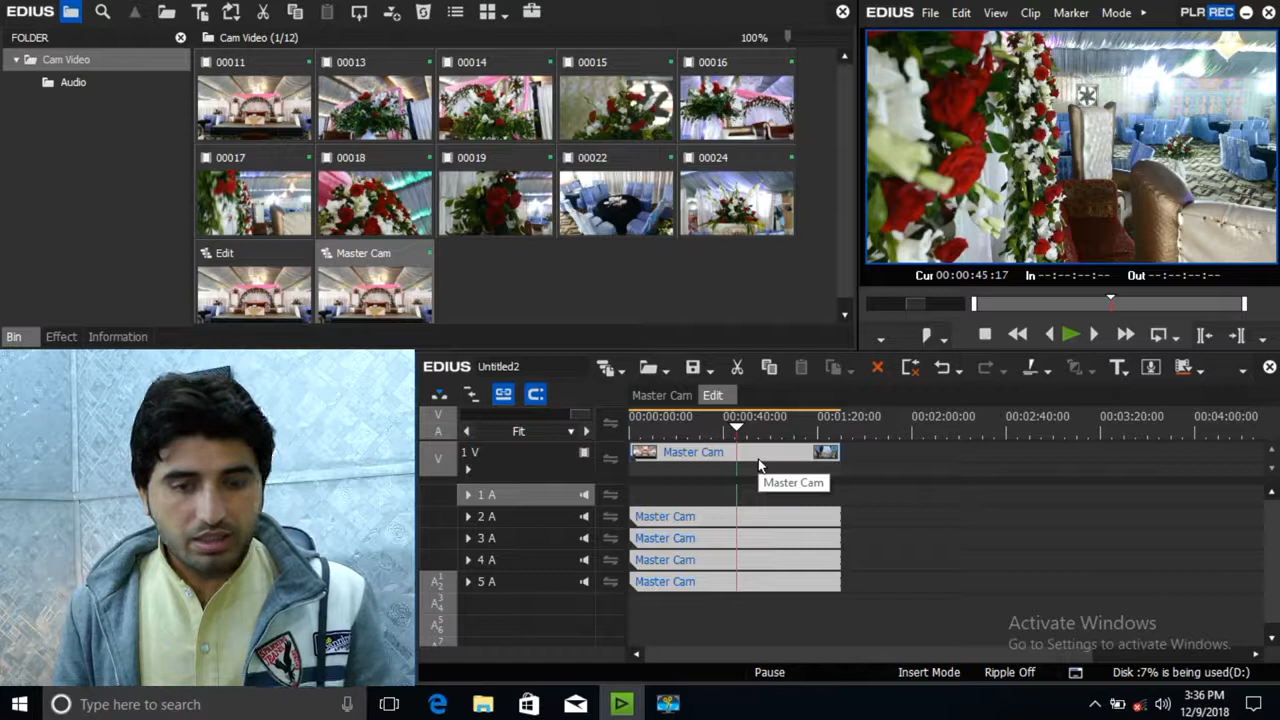 EDIUS
FOLDER
Cam Video (1/12)
100%
Cam Video
Audio
00011 00013 00014 00015 00016
00017 00018 00019 00022 00024
Edit Master Cam
Bin Effect Information
EDIUS File Edit View Clip Marker Mode PLR REC
Cur 00:00:45:17 In --:--:--:-- Out --:--:--:--
EDIUS Untitled2
Master Cam Edit
V
A
Fit
00:00:00:00 00:00:40:00 00:01:20:00 00:02:00:00 00:02:40:00 00:03:20:00 00:04:00:00
V 1 V Master Cam
Master Cam
1 A
2 A Master Cam
3 A Master Cam
4 A Master Cam
A 1 2 5 A Master Cam
A 3 4
A 5 6
Activate Windows
Go to Settings to activate Windows.
Pause Insert Mode Ripple Off Disk :7% is being used(D:)
Type here to search
3:36 PM
12/9/2018